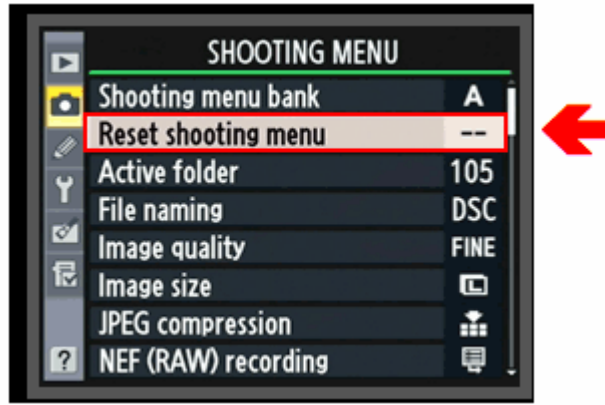 SHOOTING MENU
Shooting menu bank A
Reset shooting menu --
Active folder 105
File naming DSC
Image quality FINE
Image size L
JPEG compression
NEF (RAW) recording
?